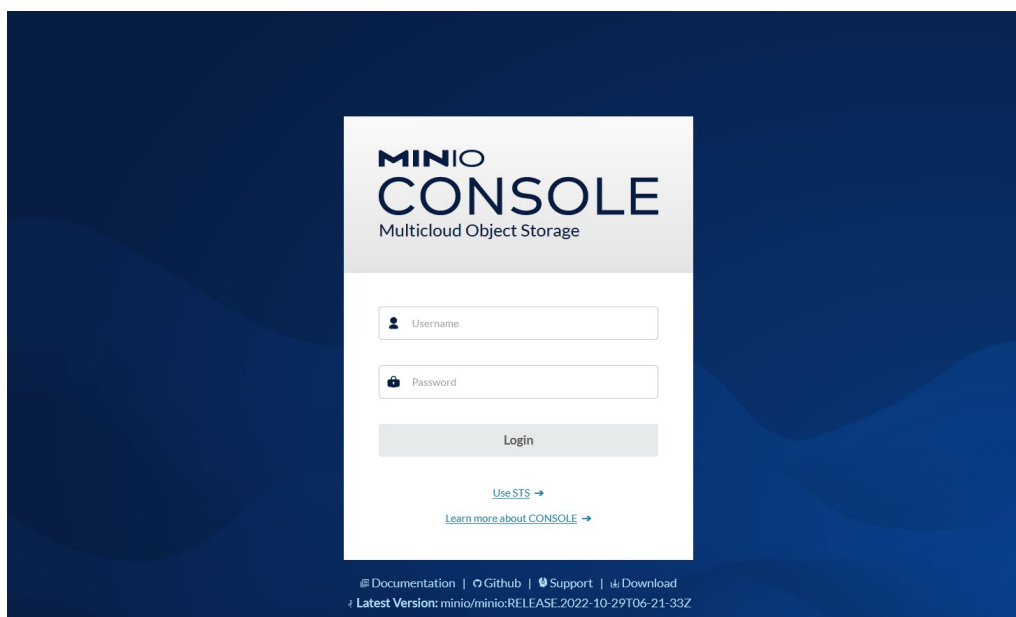 MINIO
CONSOLE
Multicloud Object Storage
Username
Password
Login
Use STS ➔
Learn more about CONSOLE ➔
Documentation | Github | Support | Download
Latest Version: minio/minio:RELEASE.2022-10-29T06-21-33Z